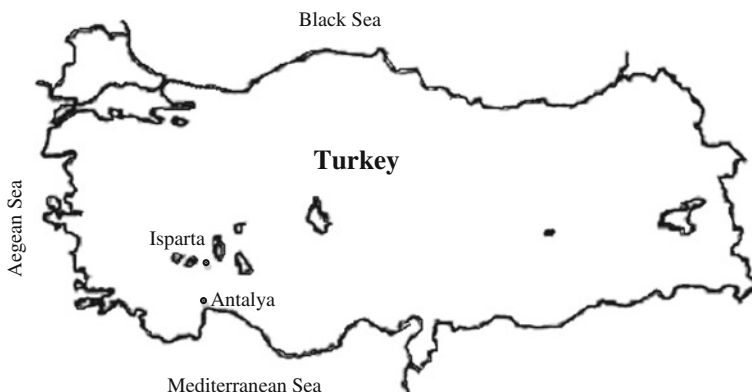 Black Sea
Turkey
Aegean Sea
Isparta
Antalya
Mediterranean Sea